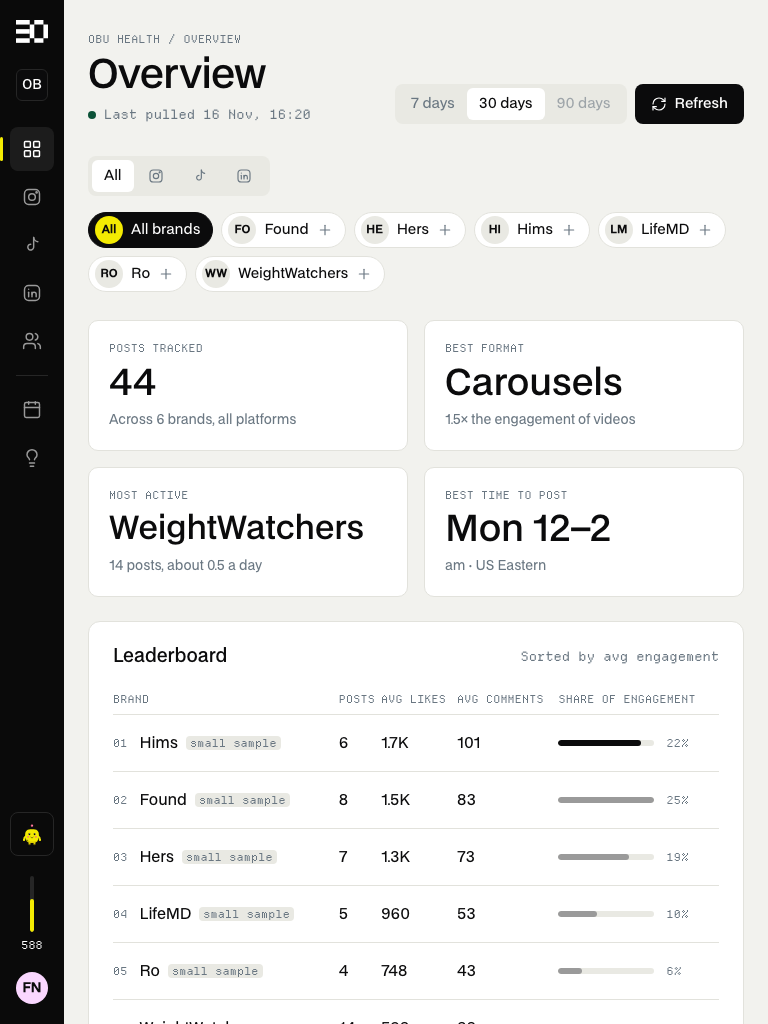 OB
588
FN
OBU HEALTH / OVERVIEW
Overview
Last pulled 16 Nov, 16:20
7 days 30 days 90 days Refresh
All
All All brands FO Found + HE Hers + HI Hims + LM LifeMD +
RO Ro + WW WeightWatchers +
POSTS TRACKED
44
Across 6 brands, all platforms
BEST FORMAT
Carousels
1.5× the engagement of videos
MOST ACTIVE
WeightWatchers
14 posts, about 0.5 a day
BEST TIME TO POST
Mon 12–2
am · US Eastern
Leaderboard Sorted by avg engagement
BRAND POSTS AVG LIKES AVG COMMENTS SHARE OF ENGAGEMENT
01 Hims small sample 6 1.7K 101 22%
02 Found small sample 8 1.5K 83 25%
03 Hers small sample 7 1.3K 73 19%
04 LifeMD small sample 5 960 53 10%
05 Ro small sample 4 748 43 6%